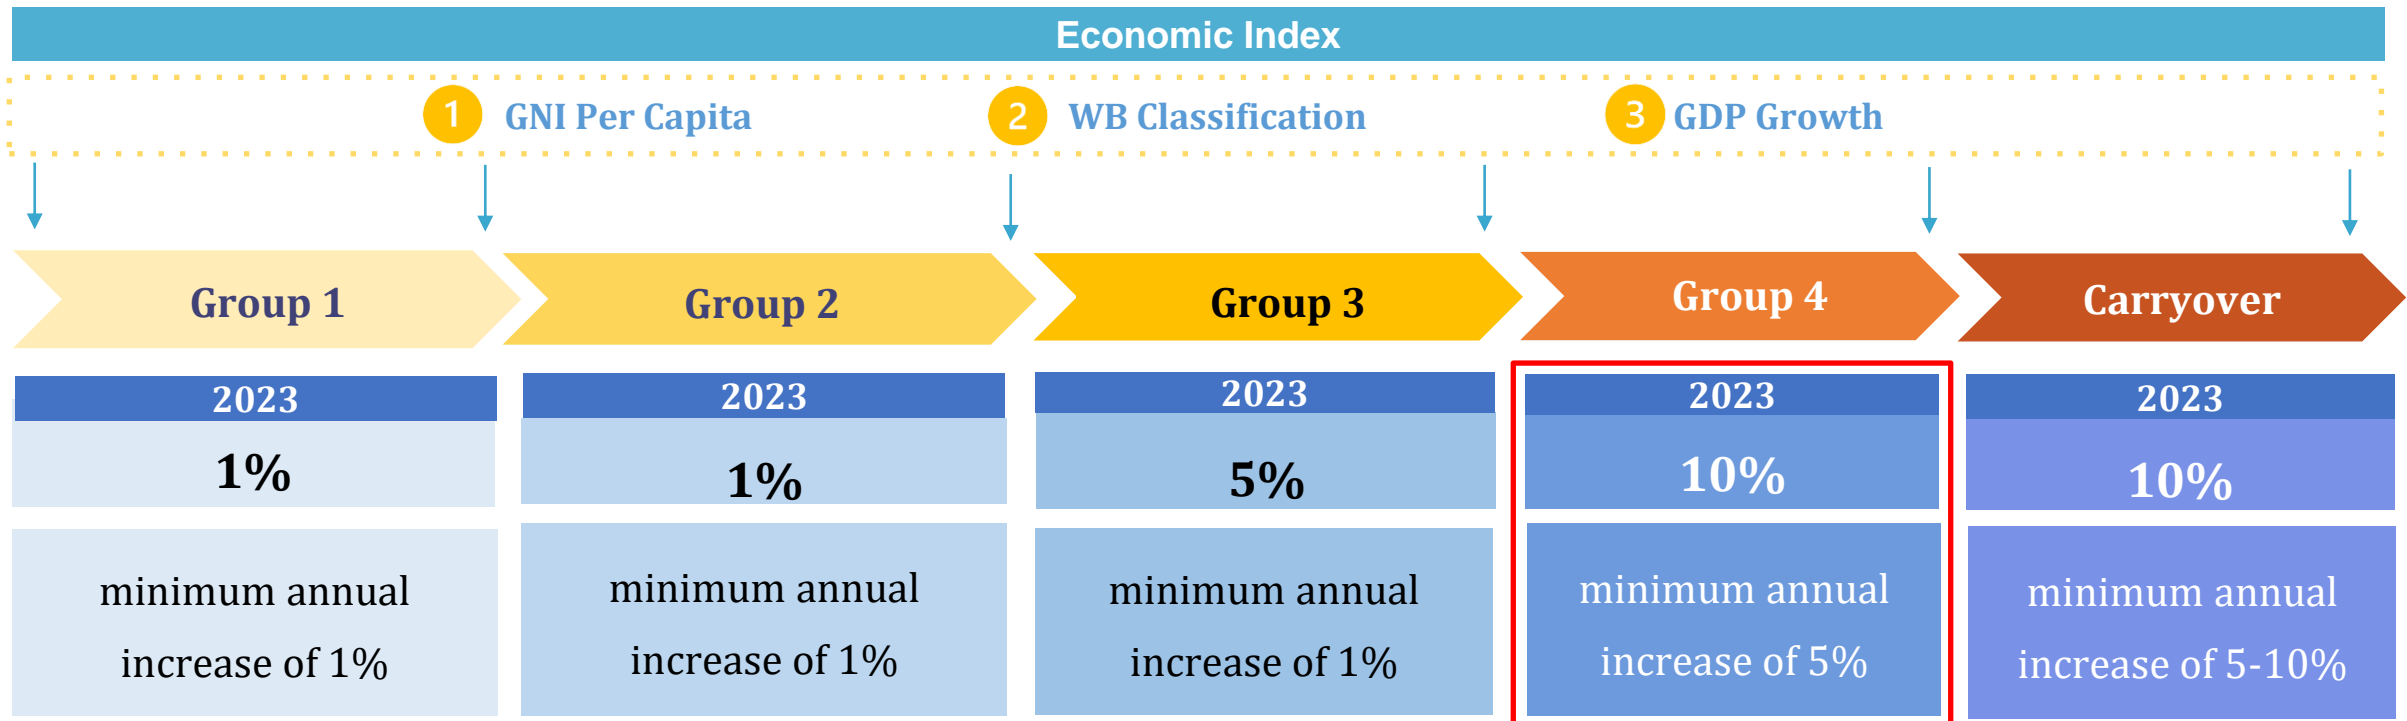 Economic Index
1 GNI Per Capita
2 WB Classification
3 GDP Growth
Group 1
Group 2
Group 3
Group 4
Carryover
2023
1%
minimum annual
increase of 1%
2023
1%
minimum annual
increase of 1%
2023
5%
minimum annual
increase of 1%
2023
10%
minimum annual
increase of 5%
2023
10%
minimum annual
increase of 5-10%